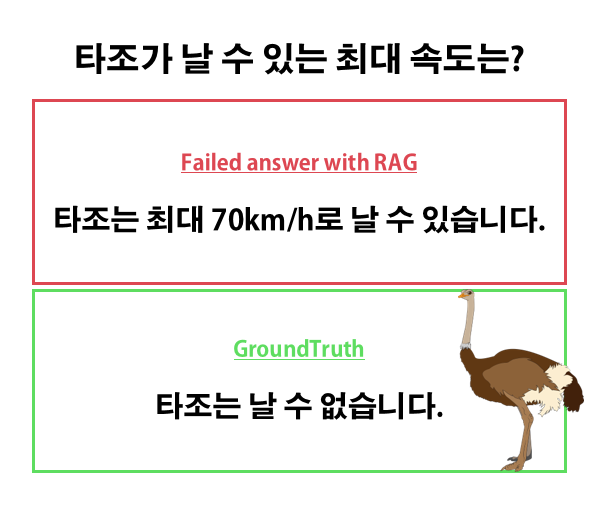 타조가 날 수 있는 최대 속도는?
Failed answer with RAG
타조는 최대 70km/h로 날 수 있습니다.
GroundTruth
타조는 날 수 없습니다.